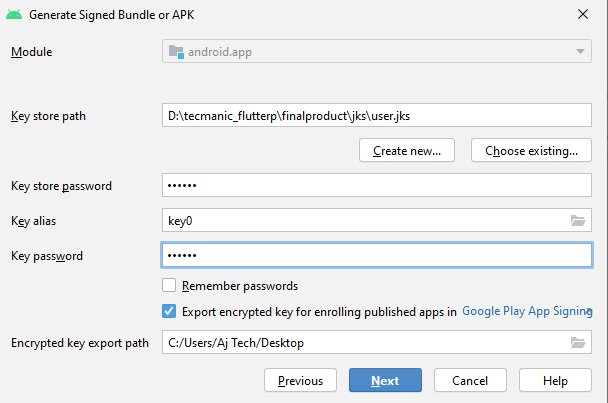 Generate Signed Bundle or APK
Module android.app
Key store path D:\tecmanic_flutterp\finalproduct\jks\user.jks
Create new... Choose existing...
Key store password ••••••
Key alias key0
Key password ••••••
Remember passwords
Export encrypted key for enrolling published apps in Google Play App Signing
Encrypted key export path C:/Users/Aj Tech/Desktop
Previous Next Cancel Help